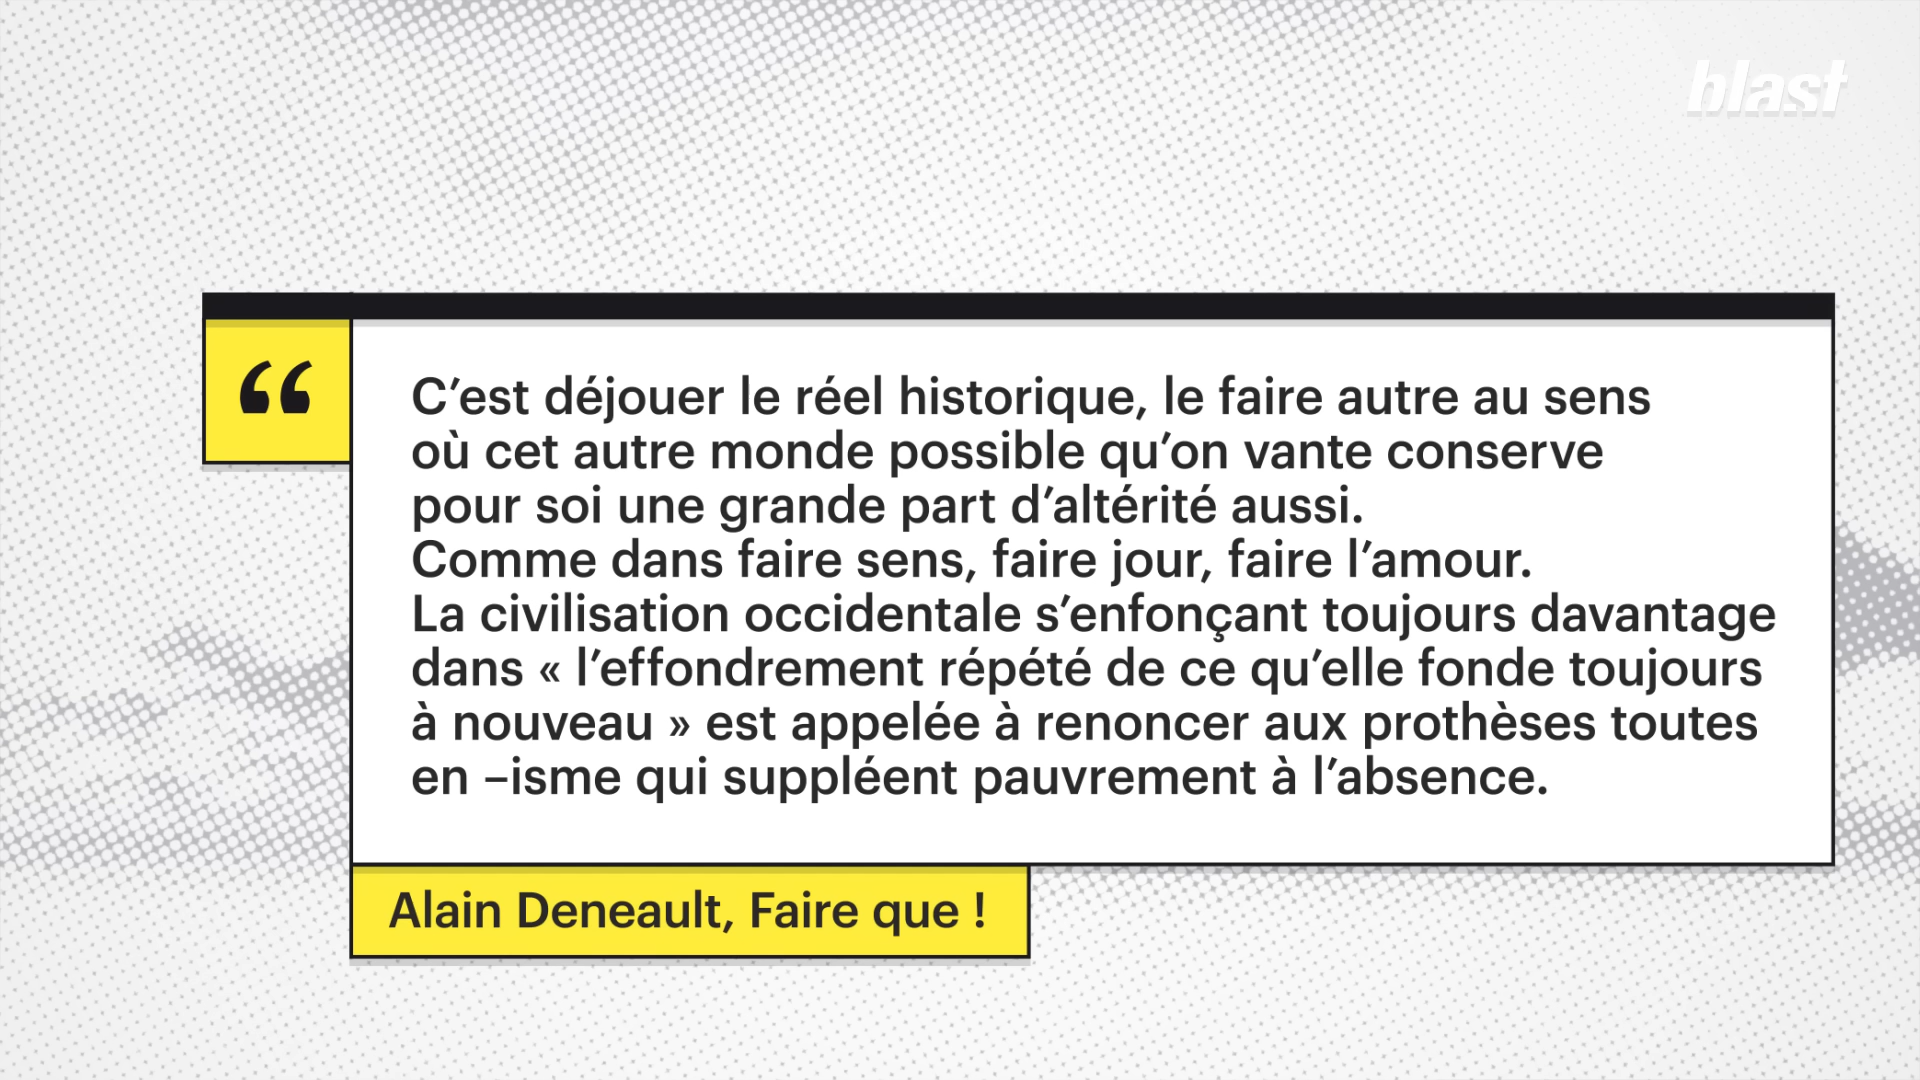 blast
“
C’est déjouer le réel historique, le faire autre au sens
où cet autre monde possible qu’on vante conserve
pour soi une grande part d’altérité aussi.
Comme dans faire sens, faire jour, faire l’amour.
La civilisation occidentale s’enfonçant toujours davantage
dans « l’effondrement répété de ce qu’elle fonde toujours
à nouveau » est appelée à renoncer aux prothèses toutes
en –isme qui suppléent pauvrement à l’absence.
Alain Deneault, Faire que !